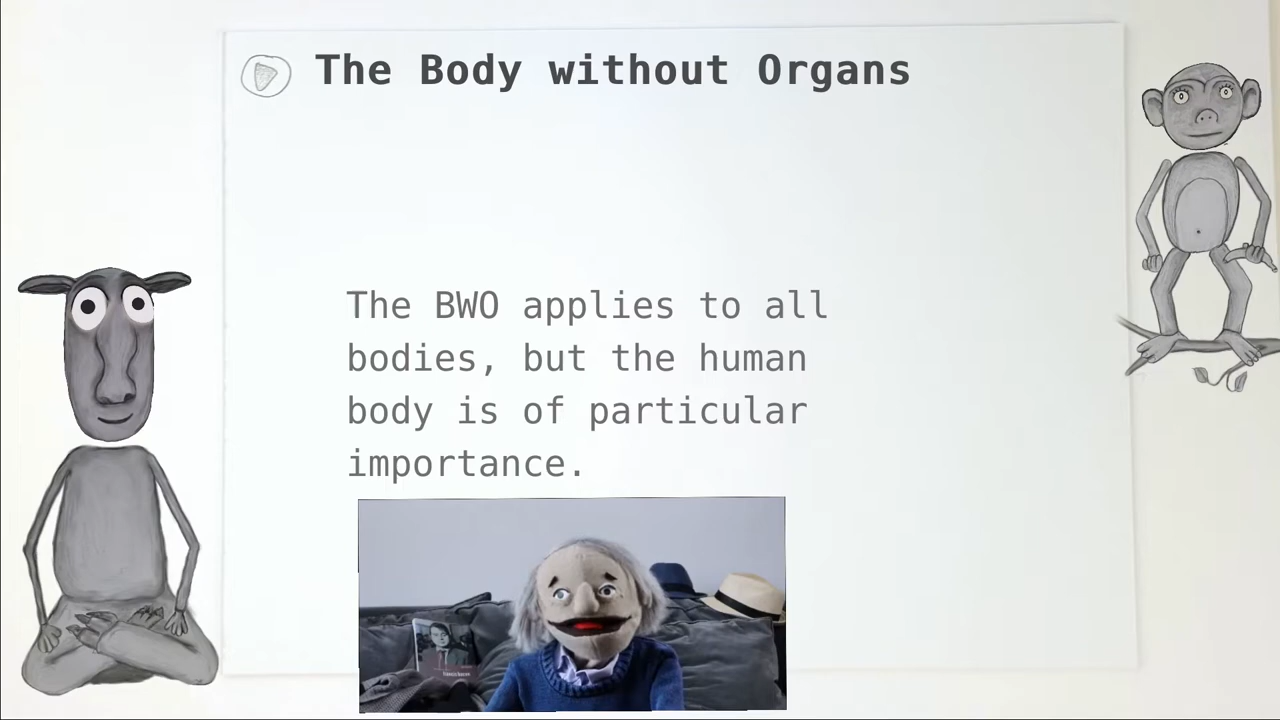 The Body without Organs
The BWO applies to all
bodies, but the human
body is of particular
importance.